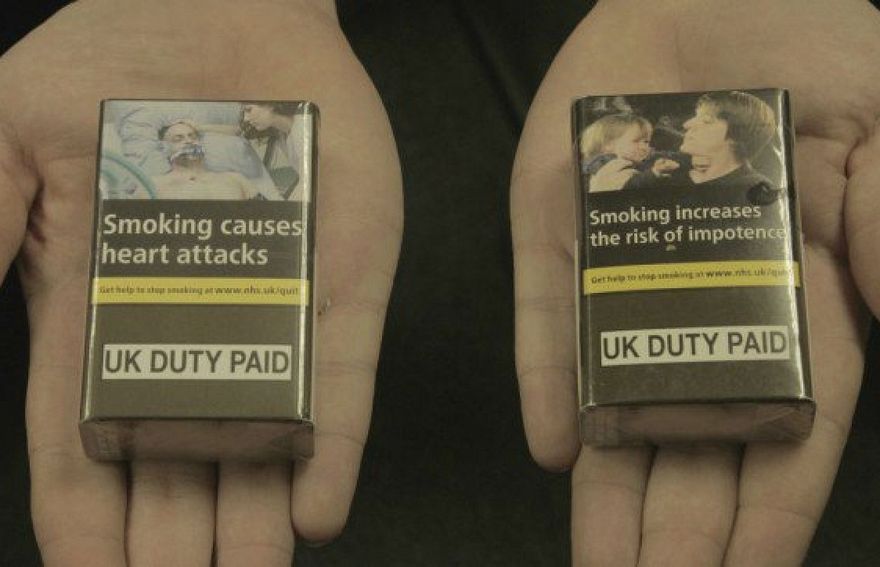 Smoking causes
heart attacks
Get help to stop smoking at www.nhs.uk/quit
UK DUTY PAID
Smoking increases
the risk of impotence
Get help to stop smoking at www.nhs.uk/quit
UK DUTY PAID